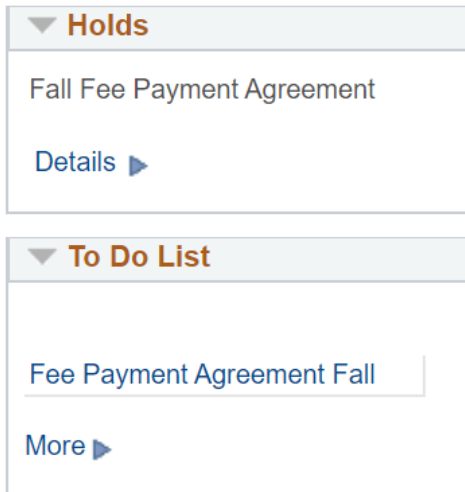 Holds
Fall Fee Payment Agreement
Details
To Do List
Fee Payment Agreement Fall
More